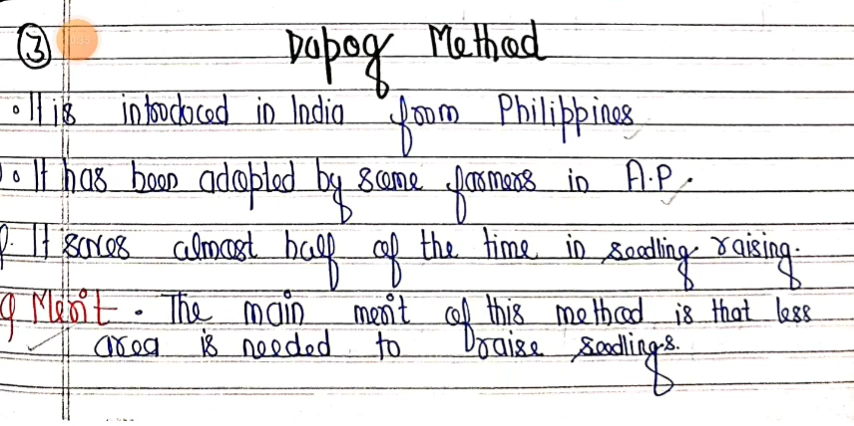 ③ Dapog Method
• It is introduced in India from Philippines
• It has been adopted by some farmers in A.P.
It saves almost half of the time in seedling raising.
Merit - The main merit of this method is that less
area is needed to raise seedlings.